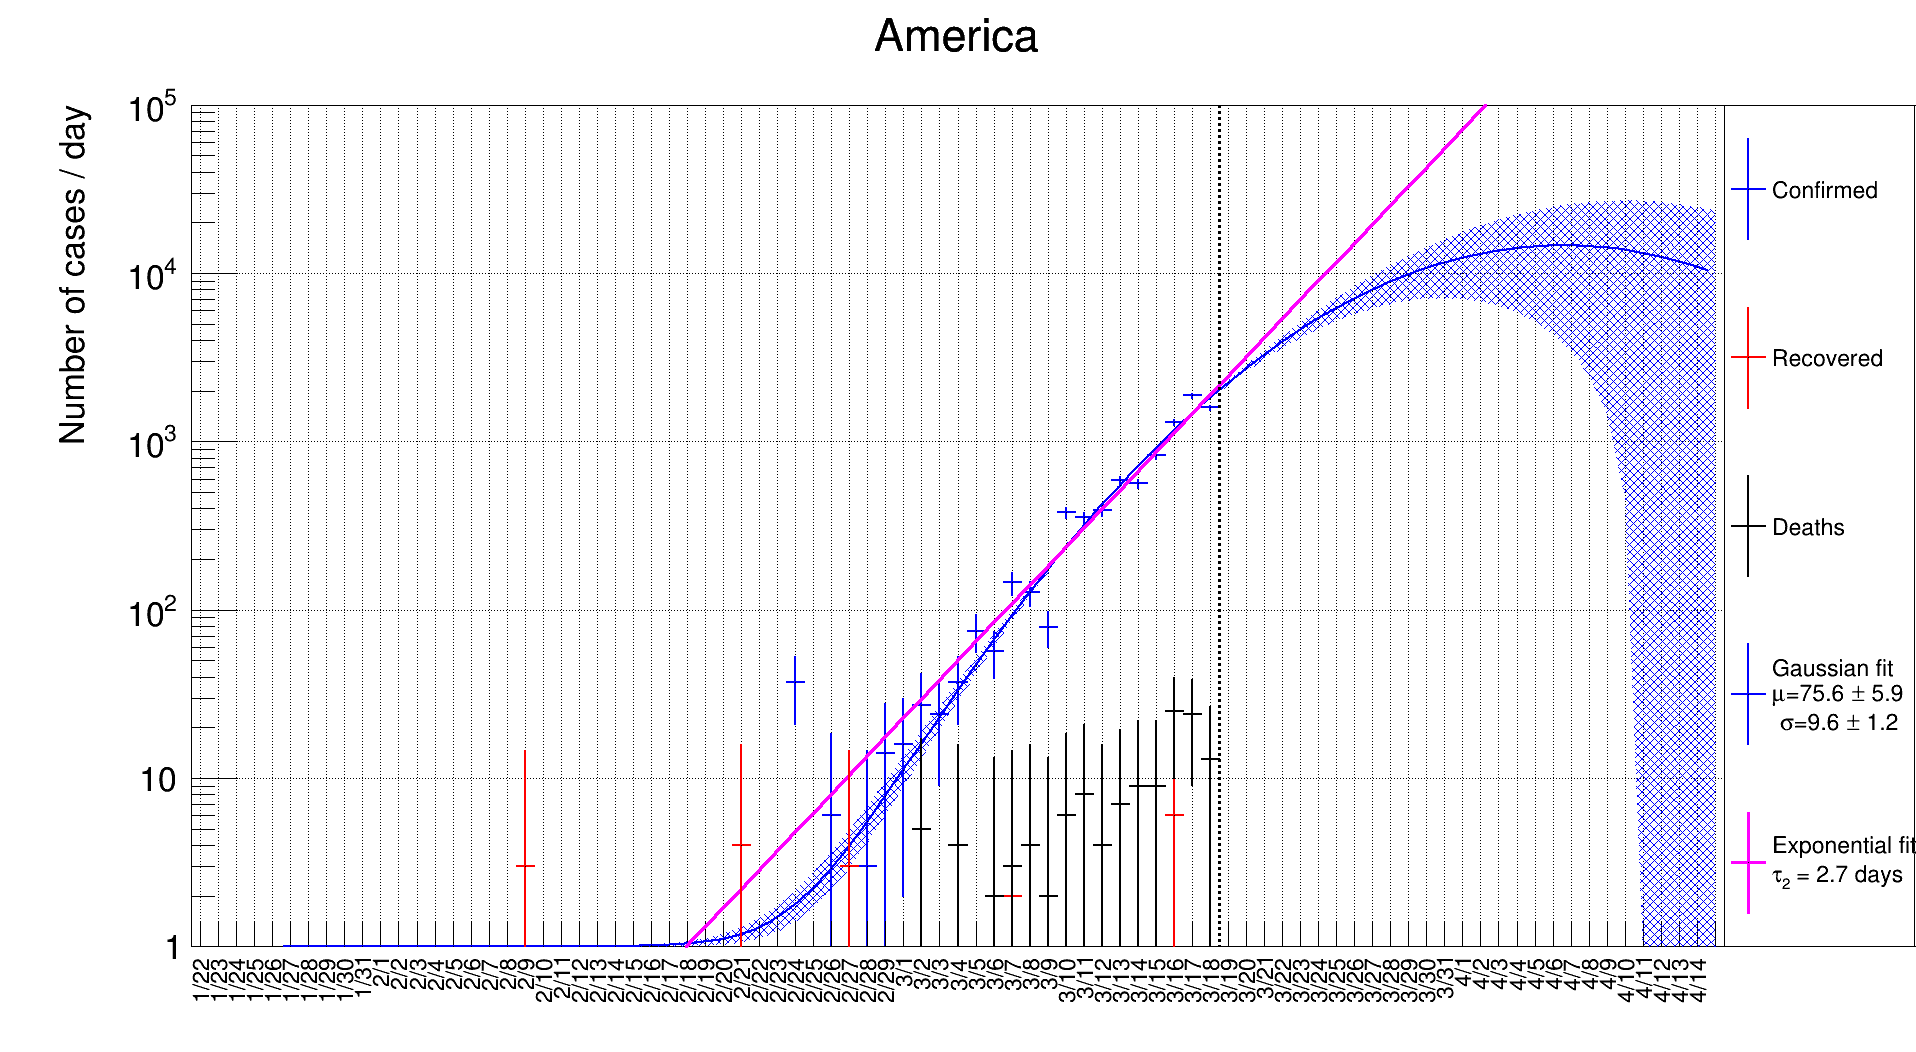 America
Number of cases / day
10⁵
10⁴
10³
10²
10
1
1/22 1/23 1/24 1/25 1/26 1/27 1/28 1/29 1/30 1/31 2/1 2/2 2/3 2/4 2/5 2/6 2/7 2/8 2/9 2/10 2/11 2/12 2/13 2/14 2/15 2/16 2/17 2/18 2/19 2/20 2/21 2/22 2/23 2/24 2/25 2/26 2/27 2/28 2/29 3/1 3/2 3/3 3/4 3/5 3/6 3/7 3/8 3/9 3/10 3/11 3/12 3/13 3/14 3/15 3/16 3/17 3/18 3/19 3/20 3/21 3/22 3/23 3/24 3/25 3/26 3/27 3/28 3/29 3/30 3/31 4/1 4/2 4/3 4/4 4/5 4/6 4/7 4/8 4/9 4/10 4/11 4/12 4/13 4/14
Confirmed
Recovered
Deaths
Gaussian fit
μ=75.6 ± 5.9
σ=9.6 ± 1.2
Exponential fit
τ₂ = 2.7 days